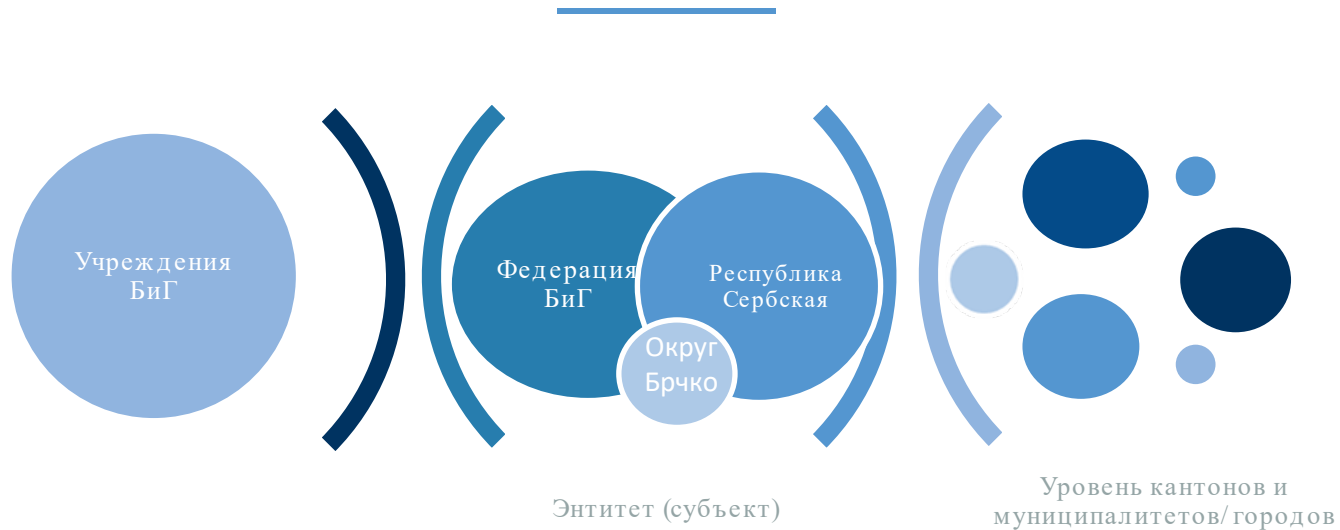 Учреждения
БиГ
Федерация
БиГ
Республика
Сербская
Округ
Брчко
Энтитет (субъект)
Уровень кантонов и
муниципалитетов/городов